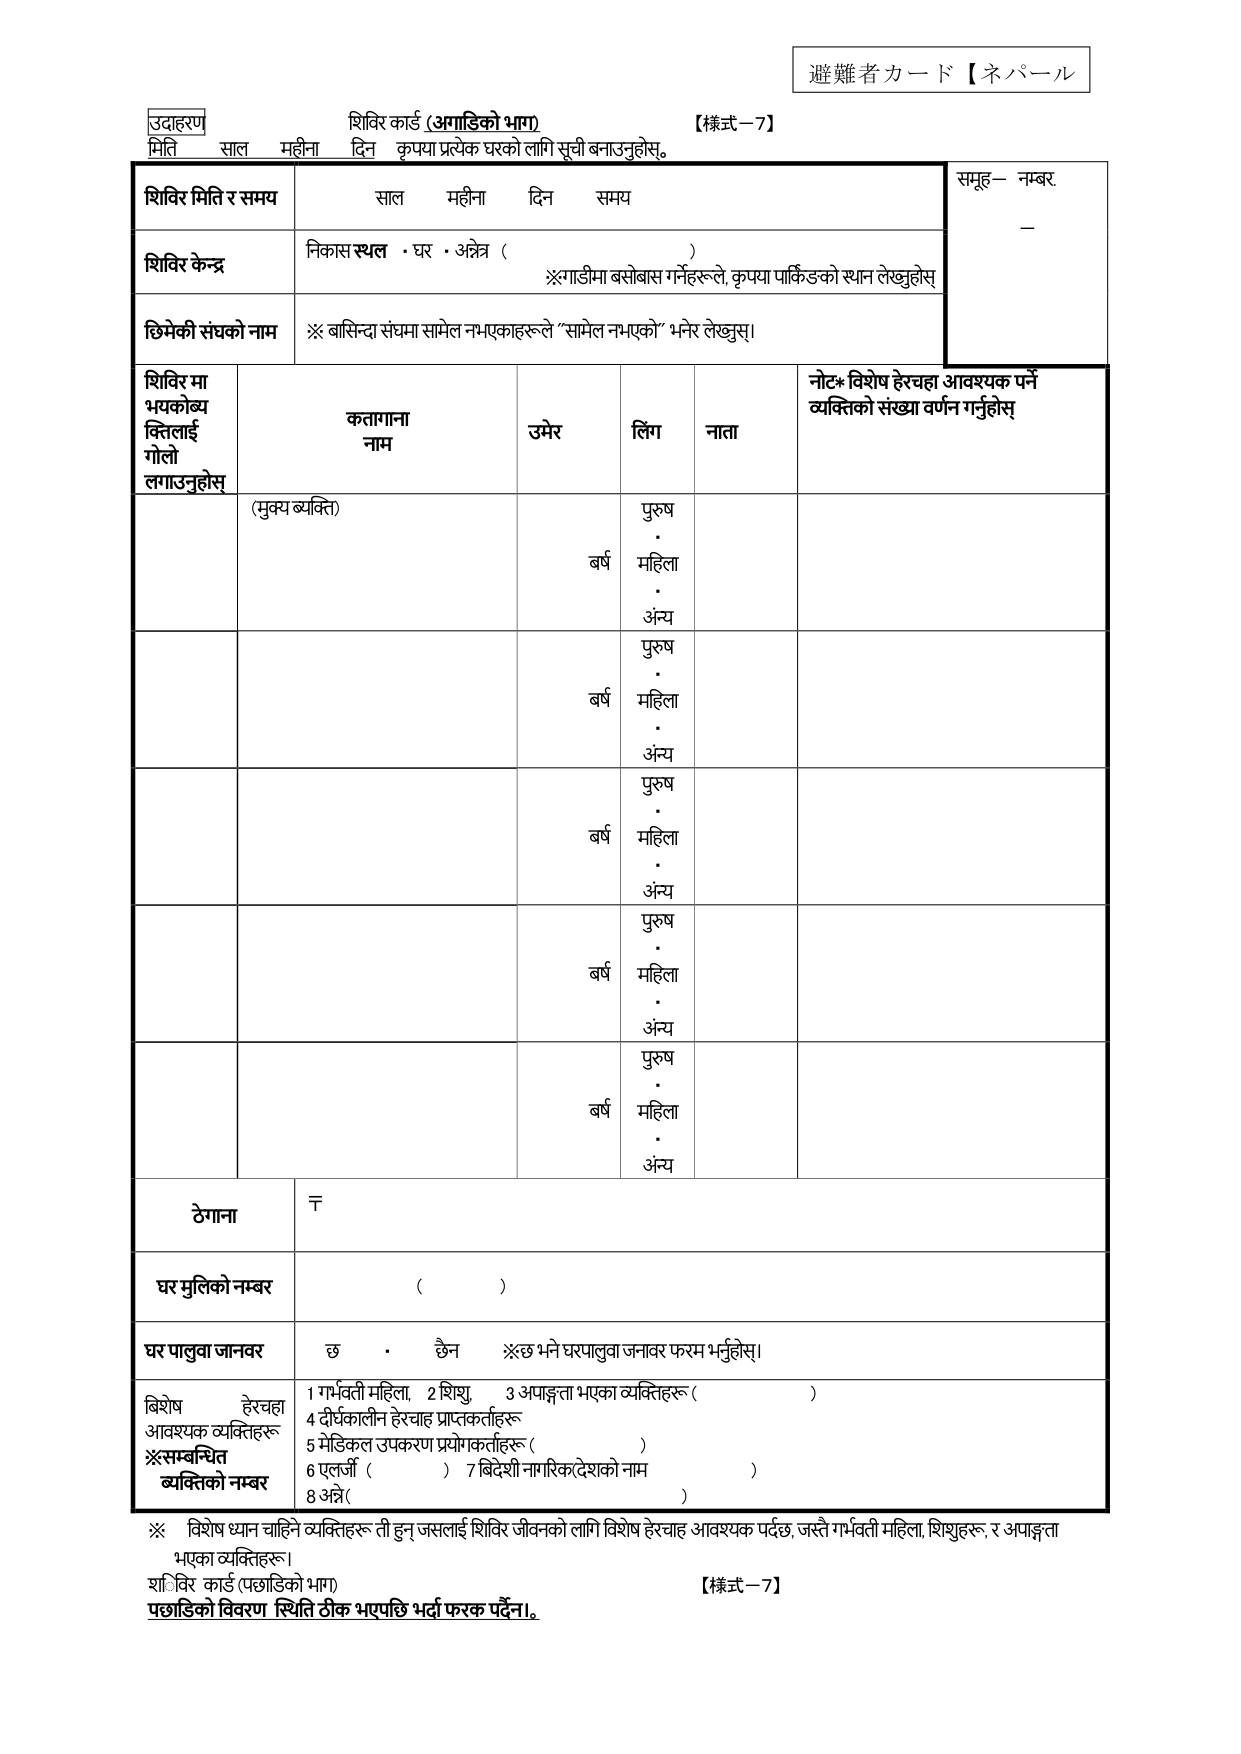 避難者カード【ネパール
उदाहरण शिविर कार्ड (अगाडिको भाग) 【様式－7】
मिति साल महीना दिन कृपया प्रत्येक घरको लागि सूची बनाउनुहोस्。
शिविर मिति र समय साल महीना दिन समय
समूह－ नम्बर.
－
शिविर केन्द्र
निकास स्थल ・घर ・अन्नेत्र ( )
※गाडीमा बसोबास गर्नेहरूले, कृपया पार्किङको स्थान लेख्नुहोस्
छिमेकी संघको नाम ※ बासिन्दा संघमा सामेल नभएकाहरूले "सामेल नभएको" भनेर लेख्नुस्।
शिविर मा
भयकोब्य
क्तिलाई
गोलो
लगाउनुहोस्
कतागाना
नाम
उमेर
लिंग
नाता
नोट* विशेष हेरचहा आवश्यक पर्ने
व्यक्तिको संख्या वर्णन गर्नुहोस्
(मुक्य ब्यक्ति)
बर्ष
पुरुष
・
महिला
・
अंन्य
बर्ष
पुरुष
・
महिला
・
अंन्य
बर्ष
पुरुष
・
महिला
・
अंन्य
बर्ष
पुरुष
・
महिला
・
अंन्य
बर्ष
पुरुष
・
महिला
・
अंन्य
ठेगाना 〒
घर मुलिको नम्बर ( )
घर पालुवा जानवर छ ・ छैन ※छ भने घरपालुवा जनावर फरम भर्नुहोस्।
बिशेष हेरचहा
आवश्यक व्यक्तिहरू
※सम्बन्धित
ब्यक्तिको नम्बर
1 गर्भवती महिला, 2 शिशु, 3 अपाङ्गता भएका व्यक्तिहरू ( )
4 दीर्घकालीन हेरचाह प्राप्तकर्ताहरू
5 मेडिकल उपकरण प्रयोगकर्ताहरू ( )
6 एलर्जी ( ) 7 बिदेशी नागरिक(देशको नाम )
8 अन्ने( )
※ विशेष ध्यान चाहिने व्यक्तिहरू ती हुन् जसलाई शिविर जीवनको लागि विशेष हेरचाह आवश्यक पर्दछ, जस्तै गर्भवती महिला, शिशुहरू, र अपाङ्गता
भएका व्यक्तिहरू।
शिविर कार्ड (पछाडिको भाग) 【様式－7】
पछाडिको विवरण स्थिति ठीक भएपछि भर्दा फरक पर्दैन।。